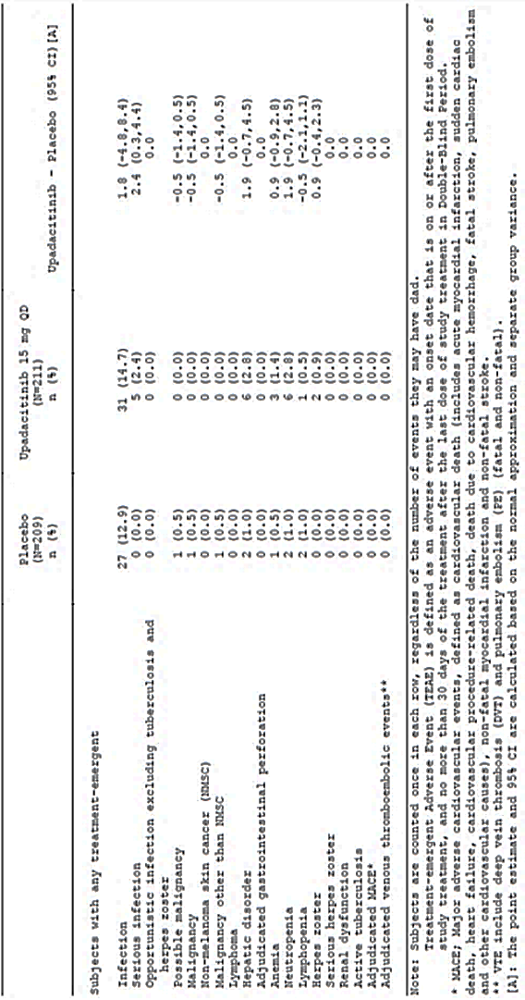 Placebo Upadacitinib 15 mg QD
(N=209) (N=211) Upadacitinib - Placebo (95% CI)[A]
n (%) n (%)
Subjects with any treatment-emergent
Infection 27 (12.9) 31 (14.7) 1.8 (-4.8,8.4)
Serious infection 0 (0.0) 5 (2.4) 2.4 (0.3,4.4)
Opportunistic infection excluding tuberculosis and 0 (0.0) 0 (0.0) 0.0
herpes roster
Possible malignancy 1 (0.5) 0 (0.0) -0.5 (-1.4,0.5)
Malignancy 1 (0.5) 0 (0.0) -0.5 (-1.4,0.5)
Non-melanoma skin cancer (NMSC) 0 (0.0) 0 (0.0) 0.0
Malignancy other than NMSC 1 (0.5) 0 (0.0) -0.5 (-1.4,0.5)
Lymphoma 0 (0.0) 0 (0.0) 0.0
Hepatic disorder 2 (1.0) 6 (2.8) 1.9 (-0.7,4.5)
Adjudicated gastrointestinal perforation 0 (0.0) 0 (0.0) 0.0
Anemia 1 (0.5) 3 (1.4) 0.9 (-0.9,2.8)
Neutropenia 2 (1.0) 6 (2.8) 1.9 (-0.7,4.5)
Lymphopenia 2 (1.0) 1 (0.5) -0.5 (-2.1,1.1)
Herpes roster 0 (0.0) 2 (0.9) 0.9 (-0.4,2.3)
Serious herpes roster 0 (0.0) 0 (0.0) 0.0
Renal dysfunction 0 (0.0) 0 (0.0) 0.0
Active tuberculosis 0 (0.0) 0 (0.0) 0.0
Adjudicated MACE* 0 (0.0) 0 (0.0) 0.0
Adjudicated venous thromboembolic events** 0 (0.0) 0 (0.0) 0.0
Note: Subjects are counted once in each row, regardless of the number of events they may have dad.
Treatment-emergent Adverse Event (TEAE) is defined as an adverse event with an onset date that is on or after the first dose of
study treatment, and no more than 30 days of the treatment after the last dose of study treatment in Double-Blind Period.
* MACE; Major adverse cardiovascular events, defined as cardiovascular death (includes acute myocardial infarction, sudden cardiac
death, heart failure, cardiovascular procedure-related death, death due to cardiovascular hemorrhage, fatal stroke, pulmonary embolism
and other cardiovascular causes), non-fatal myocardial infarction and non-fatal stroke.
** VTE include deep vein thrombosis (DVT) and pulmonary embolism (PE) (fatal and non-fatal).
[A]: The point estimate and 95% CI are calculated based on the normal approximation and separate group variance.